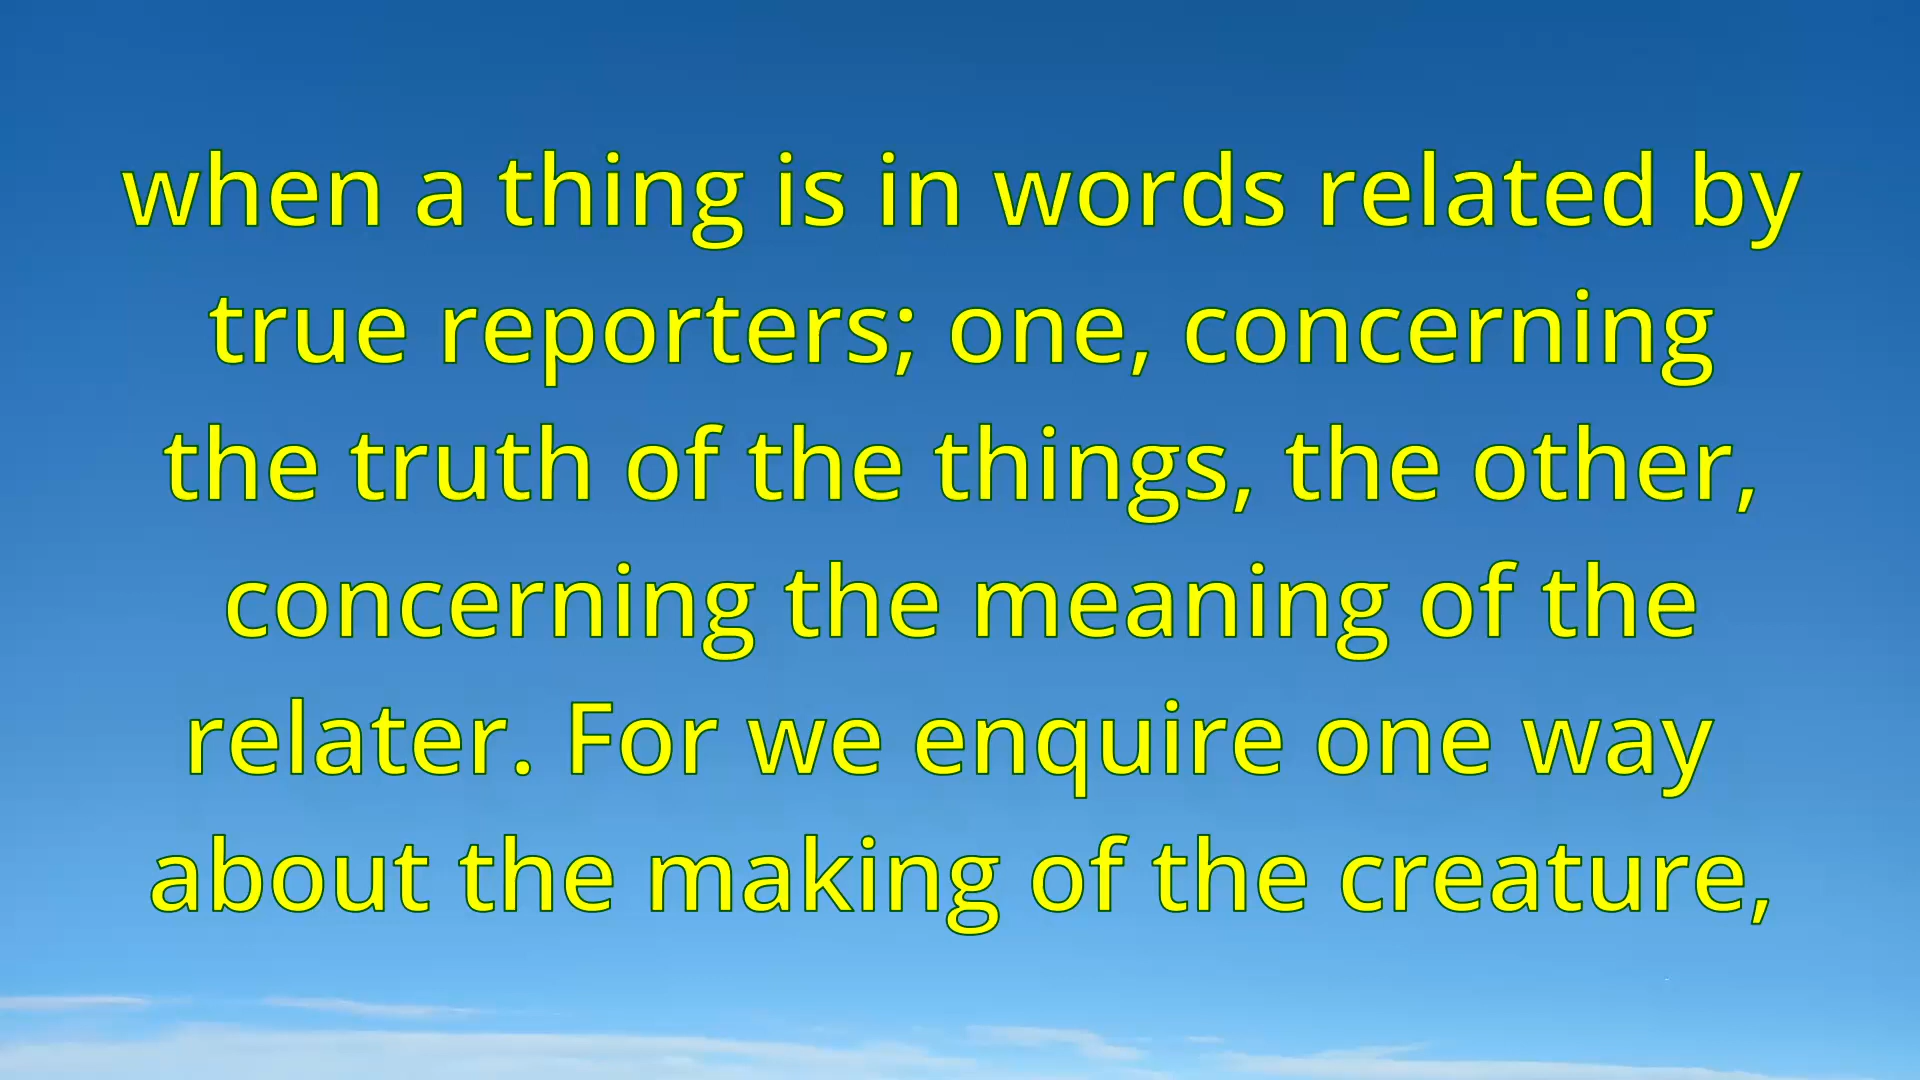 when a thing is in words related by
true reporters; one, concerning
the truth of the things, the other,
concerning the meaning of the
relater. For we enquire one way
about the making of the creature,